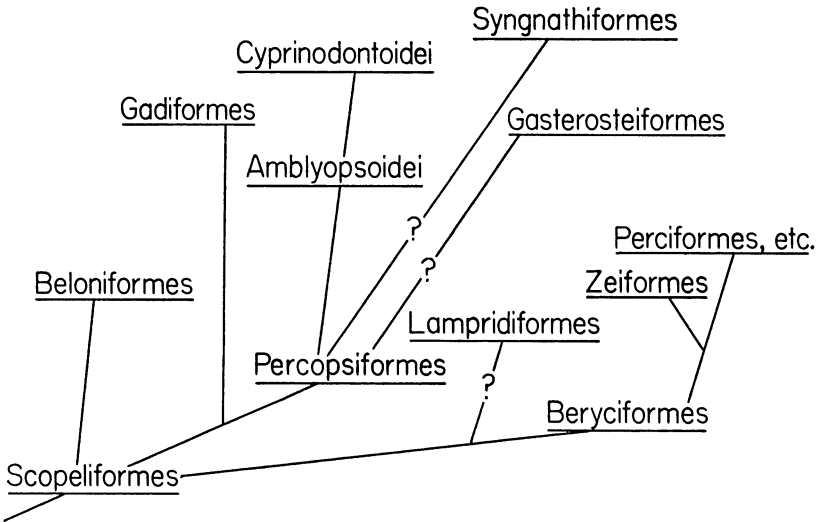 Syngnathiformes
Cyprinodontoidei
Gadiformes
Gasterosteiformes
Amblyopsoidei
?
Perciformes, etc.
?
Beloniformes
Zeiformes
Lampridiformes
Percopsiformes
?
Beryciformes
Scopeliformes